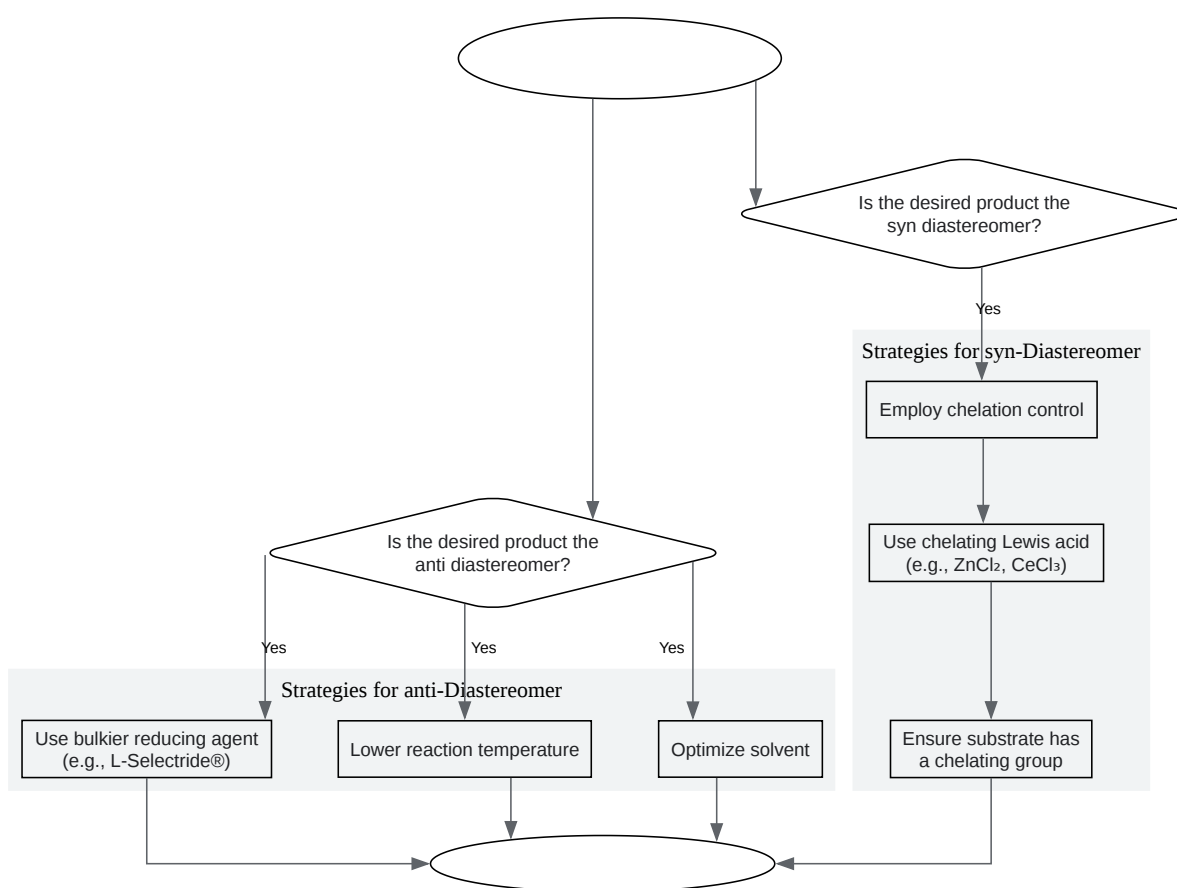 Is the desired product the
syn diastereomer?
Yes
Strategies for syn-Diastereomer
Employ chelation control
Use chelating Lewis acid
(e.g., ZnCl₂, CeCl₃)
Ensure substrate has
a chelating group
Is the desired product the
anti diastereomer?
Yes
Yes
Yes
Strategies for anti-Diastereomer
Use bulkier reducing agent
(e.g., L-Selectride®)
Lower reaction temperature
Optimize solvent